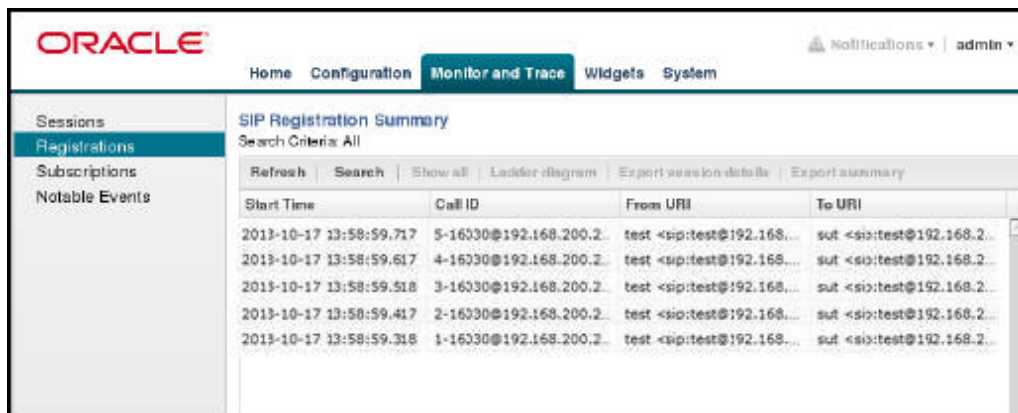 ORACLE
Notifications | admin
Home Configuration Monitor and Trace Widgets System
Sessions
Registrations
Subscriptions
Notable Events
SIP Registration Summary
Search Criteria: All
Refresh | Search | Show all | Ladder diagram | Export session details | Export summary
Start Time Call ID From URI To URI
2013-10-17 13:58:59.717 5-16030@192.168.200.2... test <sip:test@192.168.... sut <sip:test@192.168.2...
2013-10-17 13:58:59.617 4-16030@192.168.200.2... test <sip:test@192.168.... sut <sip:test@192.168.2...
2013-10-17 13:58:59.518 3-16030@192.168.200.2... test <sip:test@192.168.... sut <sip:test@192.168.2...
2013-10-17 13:58:59.417 2-16030@192.168.200.2... test <sip:test@192.168.... sut <sip:test@192.168.2...
2013-10-17 13:58:59.318 1-16030@192.168.200.2... test <sip:test@192.168.... sut <sip:test@192.168.2...